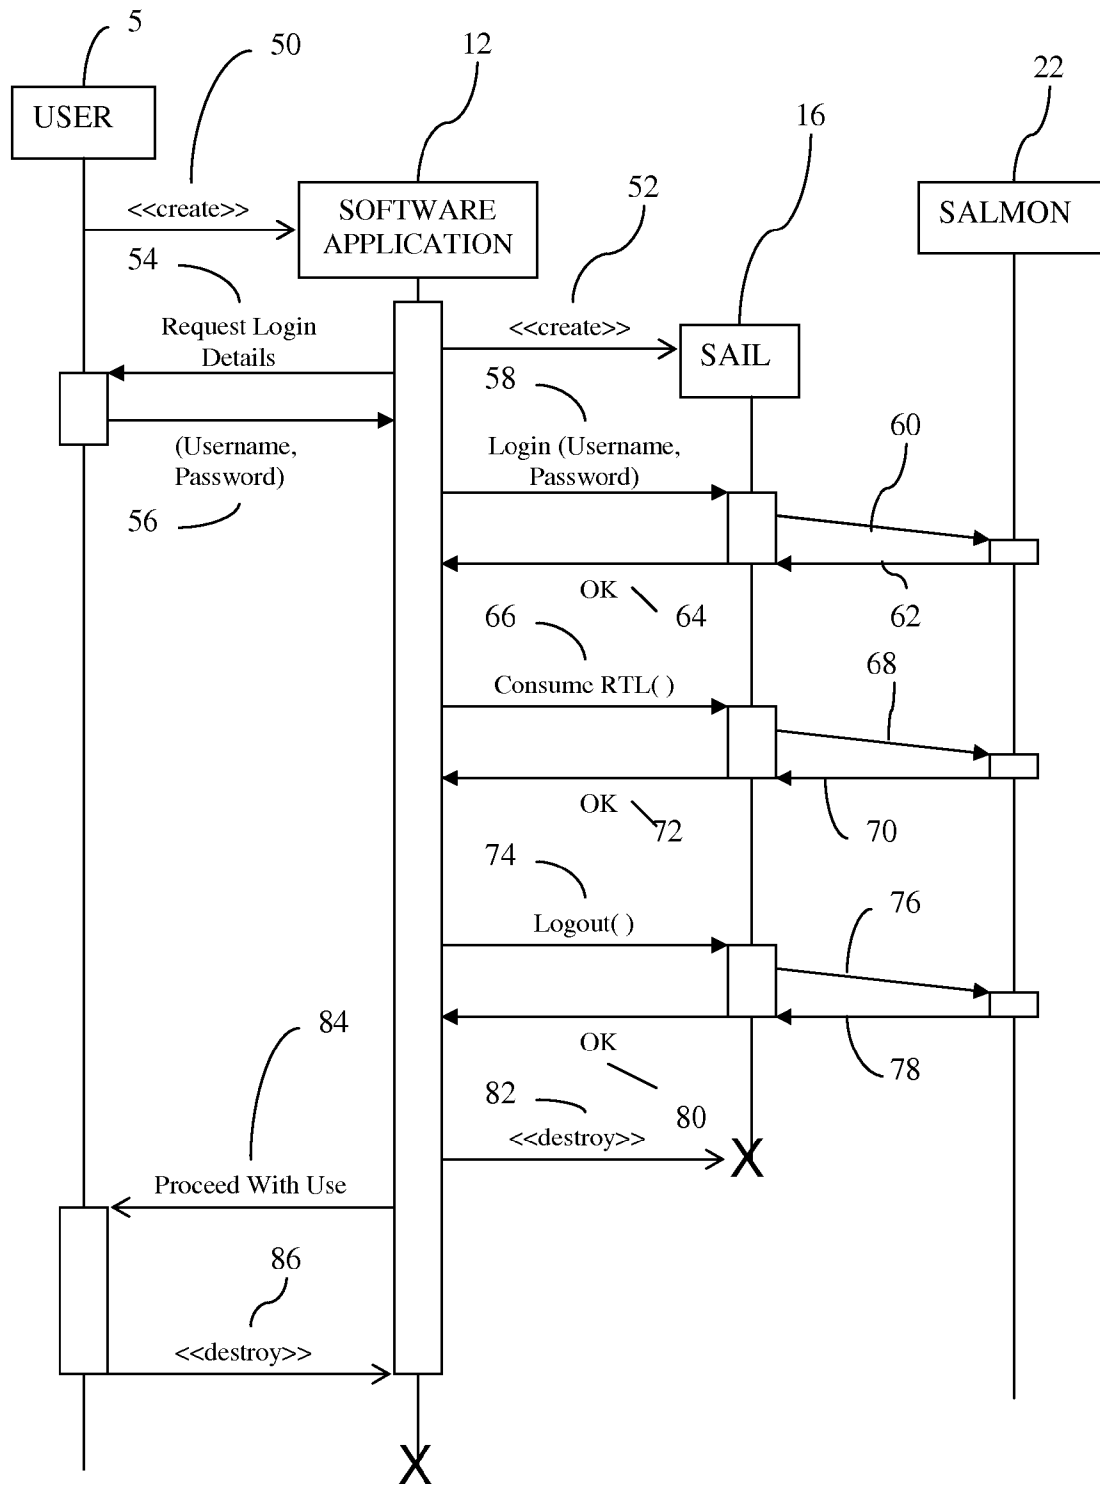 5
50
12
22
USER
16
<<create>>
52
SOFTWARE
APPLICATION
SALMON
54
Request Login
Details
<<create>>
SAIL
58
60
(Username,
Password)
Login (Username,
Password)
56
OK
64
62
66
68
Consume RTL( )
OK
72
70
74
76
Logout( )
84
OK
78
82
80
<<destroy>>
Proceed With Use
86
<<destroy>>